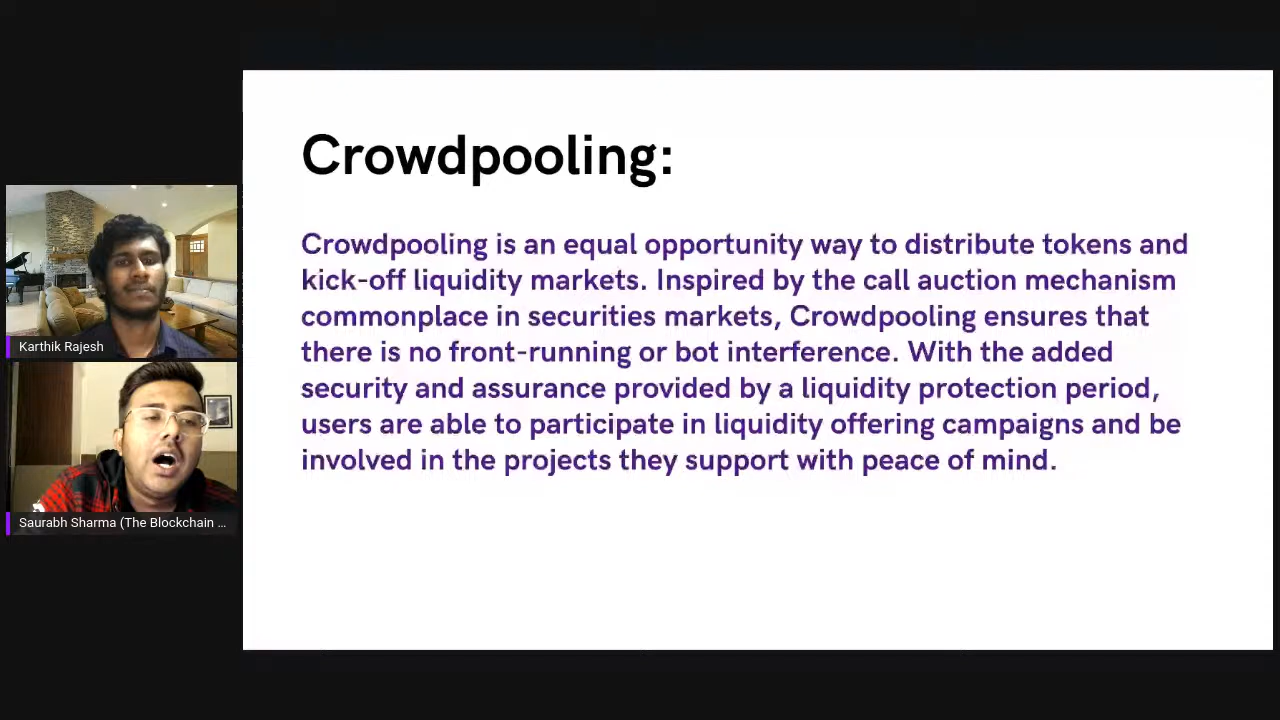 Crowdpooling:
Crowdpooling is an equal opportunity way to distribute tokens and
kick-off liquidity markets. Inspired by the call auction mechanism
commonplace in securities markets, Crowdpooling ensures that
there is no front-running or bot interference. With the added
security and assurance provided by a liquidity protection period,
users are able to participate in liquidity offering campaigns and be
involved in the projects they support with peace of mind.
Karthik Rajesh
Saurabh Sharma (The Blockchain ...